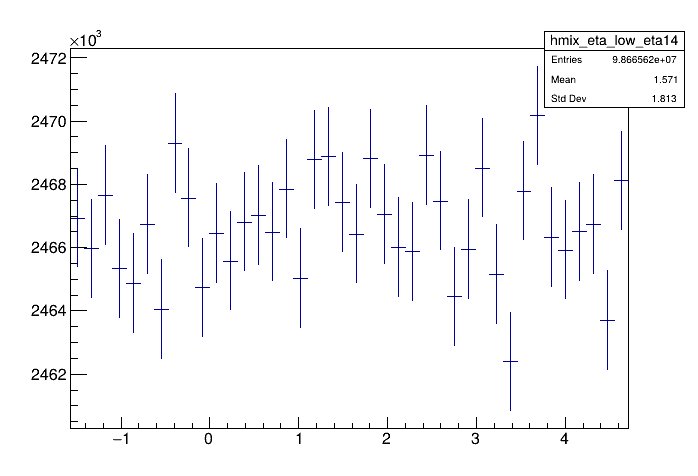 ×10³
hmix_eta_low_eta14
Entries 9.866562e+07
Mean 1.571
Std Dev 1.813
2472
2470
2468
2466
2464
2462
−1 0 1 2 3 4